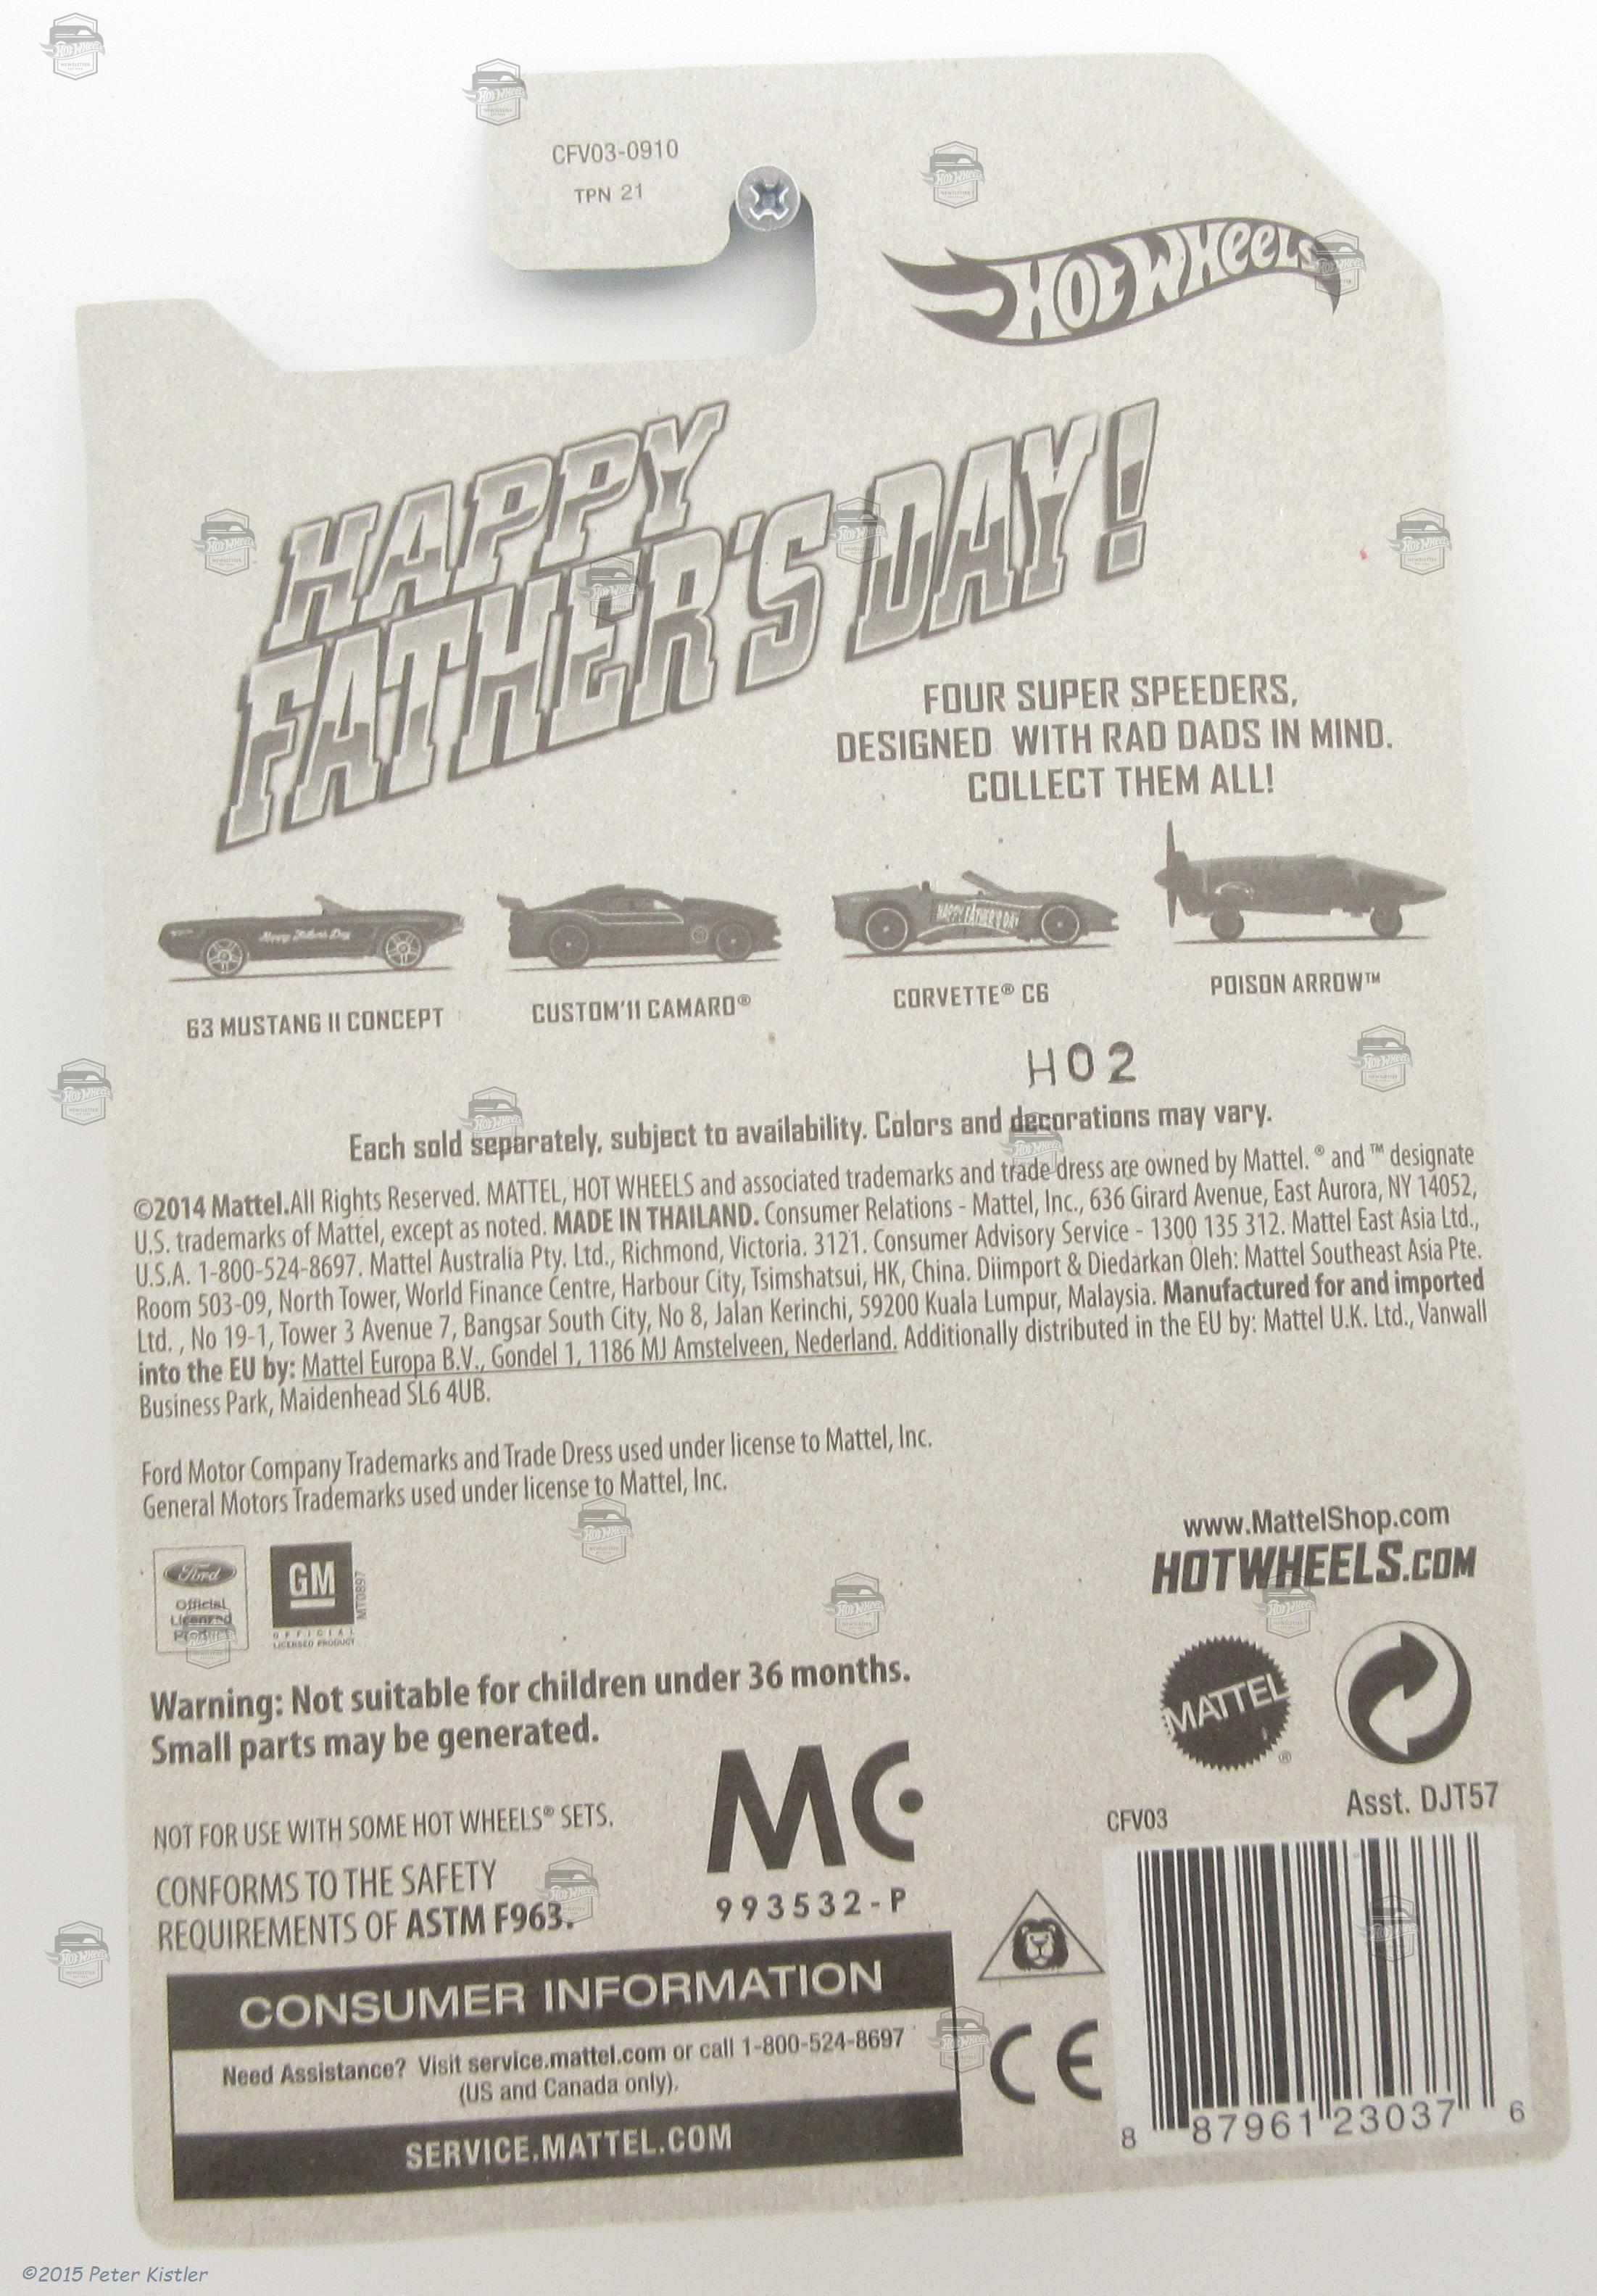 CFV03-0910
TPN 21
HOT WHEELS
HAPPY
FATHER'S DAY!
FOUR SUPER SPEEDERS,
DESIGNED WITH RAD DADS IN MIND.
COLLECT THEM ALL!
Happy Father's Day
HAPPY FATHER'S DAY
63 MUSTANG II CONCEPT
CUSTOM '11 CAMARO®
CORVETTE® C6
POISON ARROW™
H02
Each sold separately, subject to availability. Colors and decorations may vary.
©2014 Mattel.All Rights Reserved. MATTEL, HOT WHEELS and associated trademarks and trade dress are owned by Mattel. ® and ™ designate
U.S. trademarks of Mattel, except as noted. MADE IN THAILAND. Consumer Relations - Mattel, Inc., 636 Girard Avenue, East Aurora, NY 14052,
U.S.A. 1-800-524-8697. Mattel Australia Pty. Ltd., Richmond, Victoria. 3121. Consumer Advisory Service - 1300 135 312. Mattel East Asia Ltd.,
Room 503-09, North Tower, World Finance Centre, Harbour City, Tsimshatsui, HK, China. Diimport & Diedarkan Oleh: Mattel Southeast Asia Pte.
Ltd. , No 19-1, Tower 3 Avenue 7, Bangsar South City, No 8, Jalan Kerinchi, 59200 Kuala Lumpur, Malaysia. Manufactured for and imported
into the EU by: Mattel Europa B.V., Gondel 1, 1186 MJ Amstelveen, Nederland. Additionally distributed in the EU by: Mattel U.K. Ltd., Vanwall
Business Park, Maidenhead SL6 4UB.
Ford Motor Company Trademarks and Trade Dress used under license to Mattel, Inc.
General Motors Trademarks used under license to Mattel, Inc.
www.MattelShop.com
HOTWHEELS.COM
Ford
Official
Licensed
Product
GM
OFFICIAL
LICENSED PRODUCT
MT0897
MATTEL
®
Warning: Not suitable for children under 36 months.
Small parts may be generated.
NOT FOR USE WITH SOME HOT WHEELS® SETS.
CONFORMS TO THE SAFETY
REQUIREMENTS OF ASTM F963.
MC
993532-P
CFV03
Asst. DJT57
CONSUMER INFORMATION
Need Assistance? Visit service.mattel.com or call 1-800-524-8697
(US and Canada only).
SERVICE.MATTEL.COM
CE
8 87961 23037 6
©2015 Peter Kistler